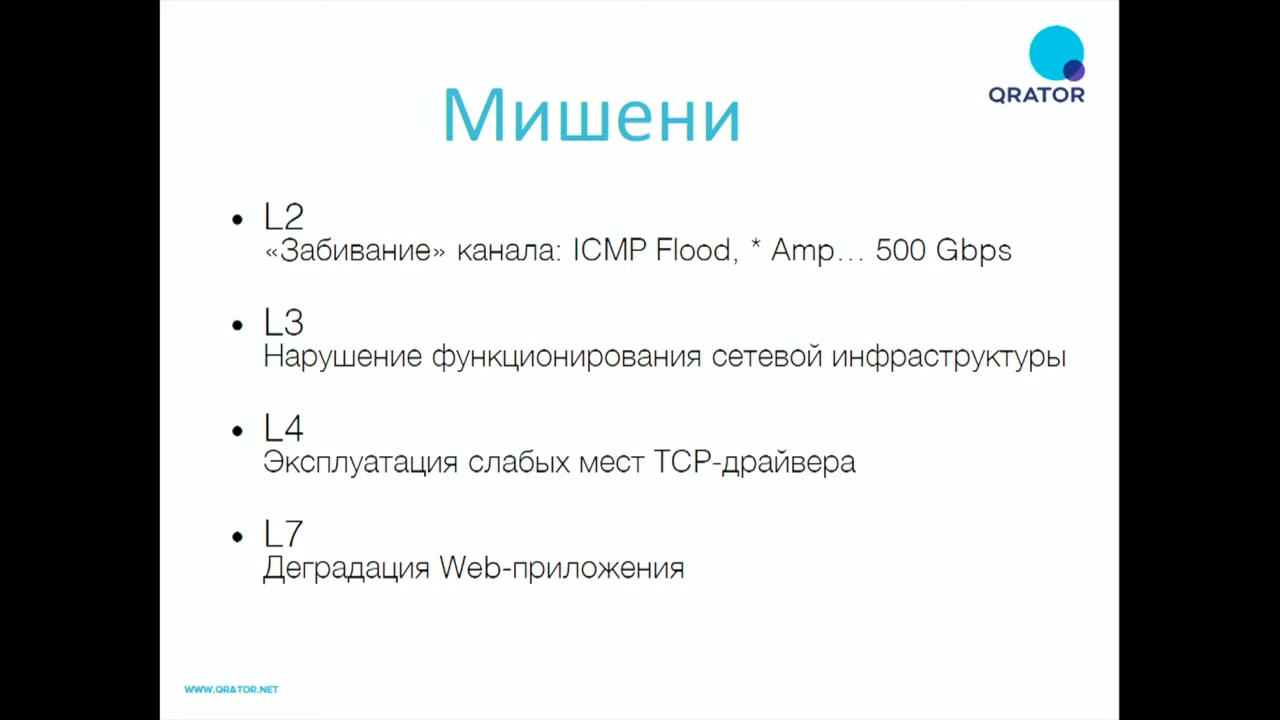 QRATOR
Мишени
• L2
«Забивание» канала: ICMP Flood, * Amp... 500 Gbps
• L3
Нарушение функционирования сетевой инфраструктуры
• L4
Эксплуатация слабых мест TCP-драйвера
• L7
Деградация Web-приложения
WWW.QRATOR.NET